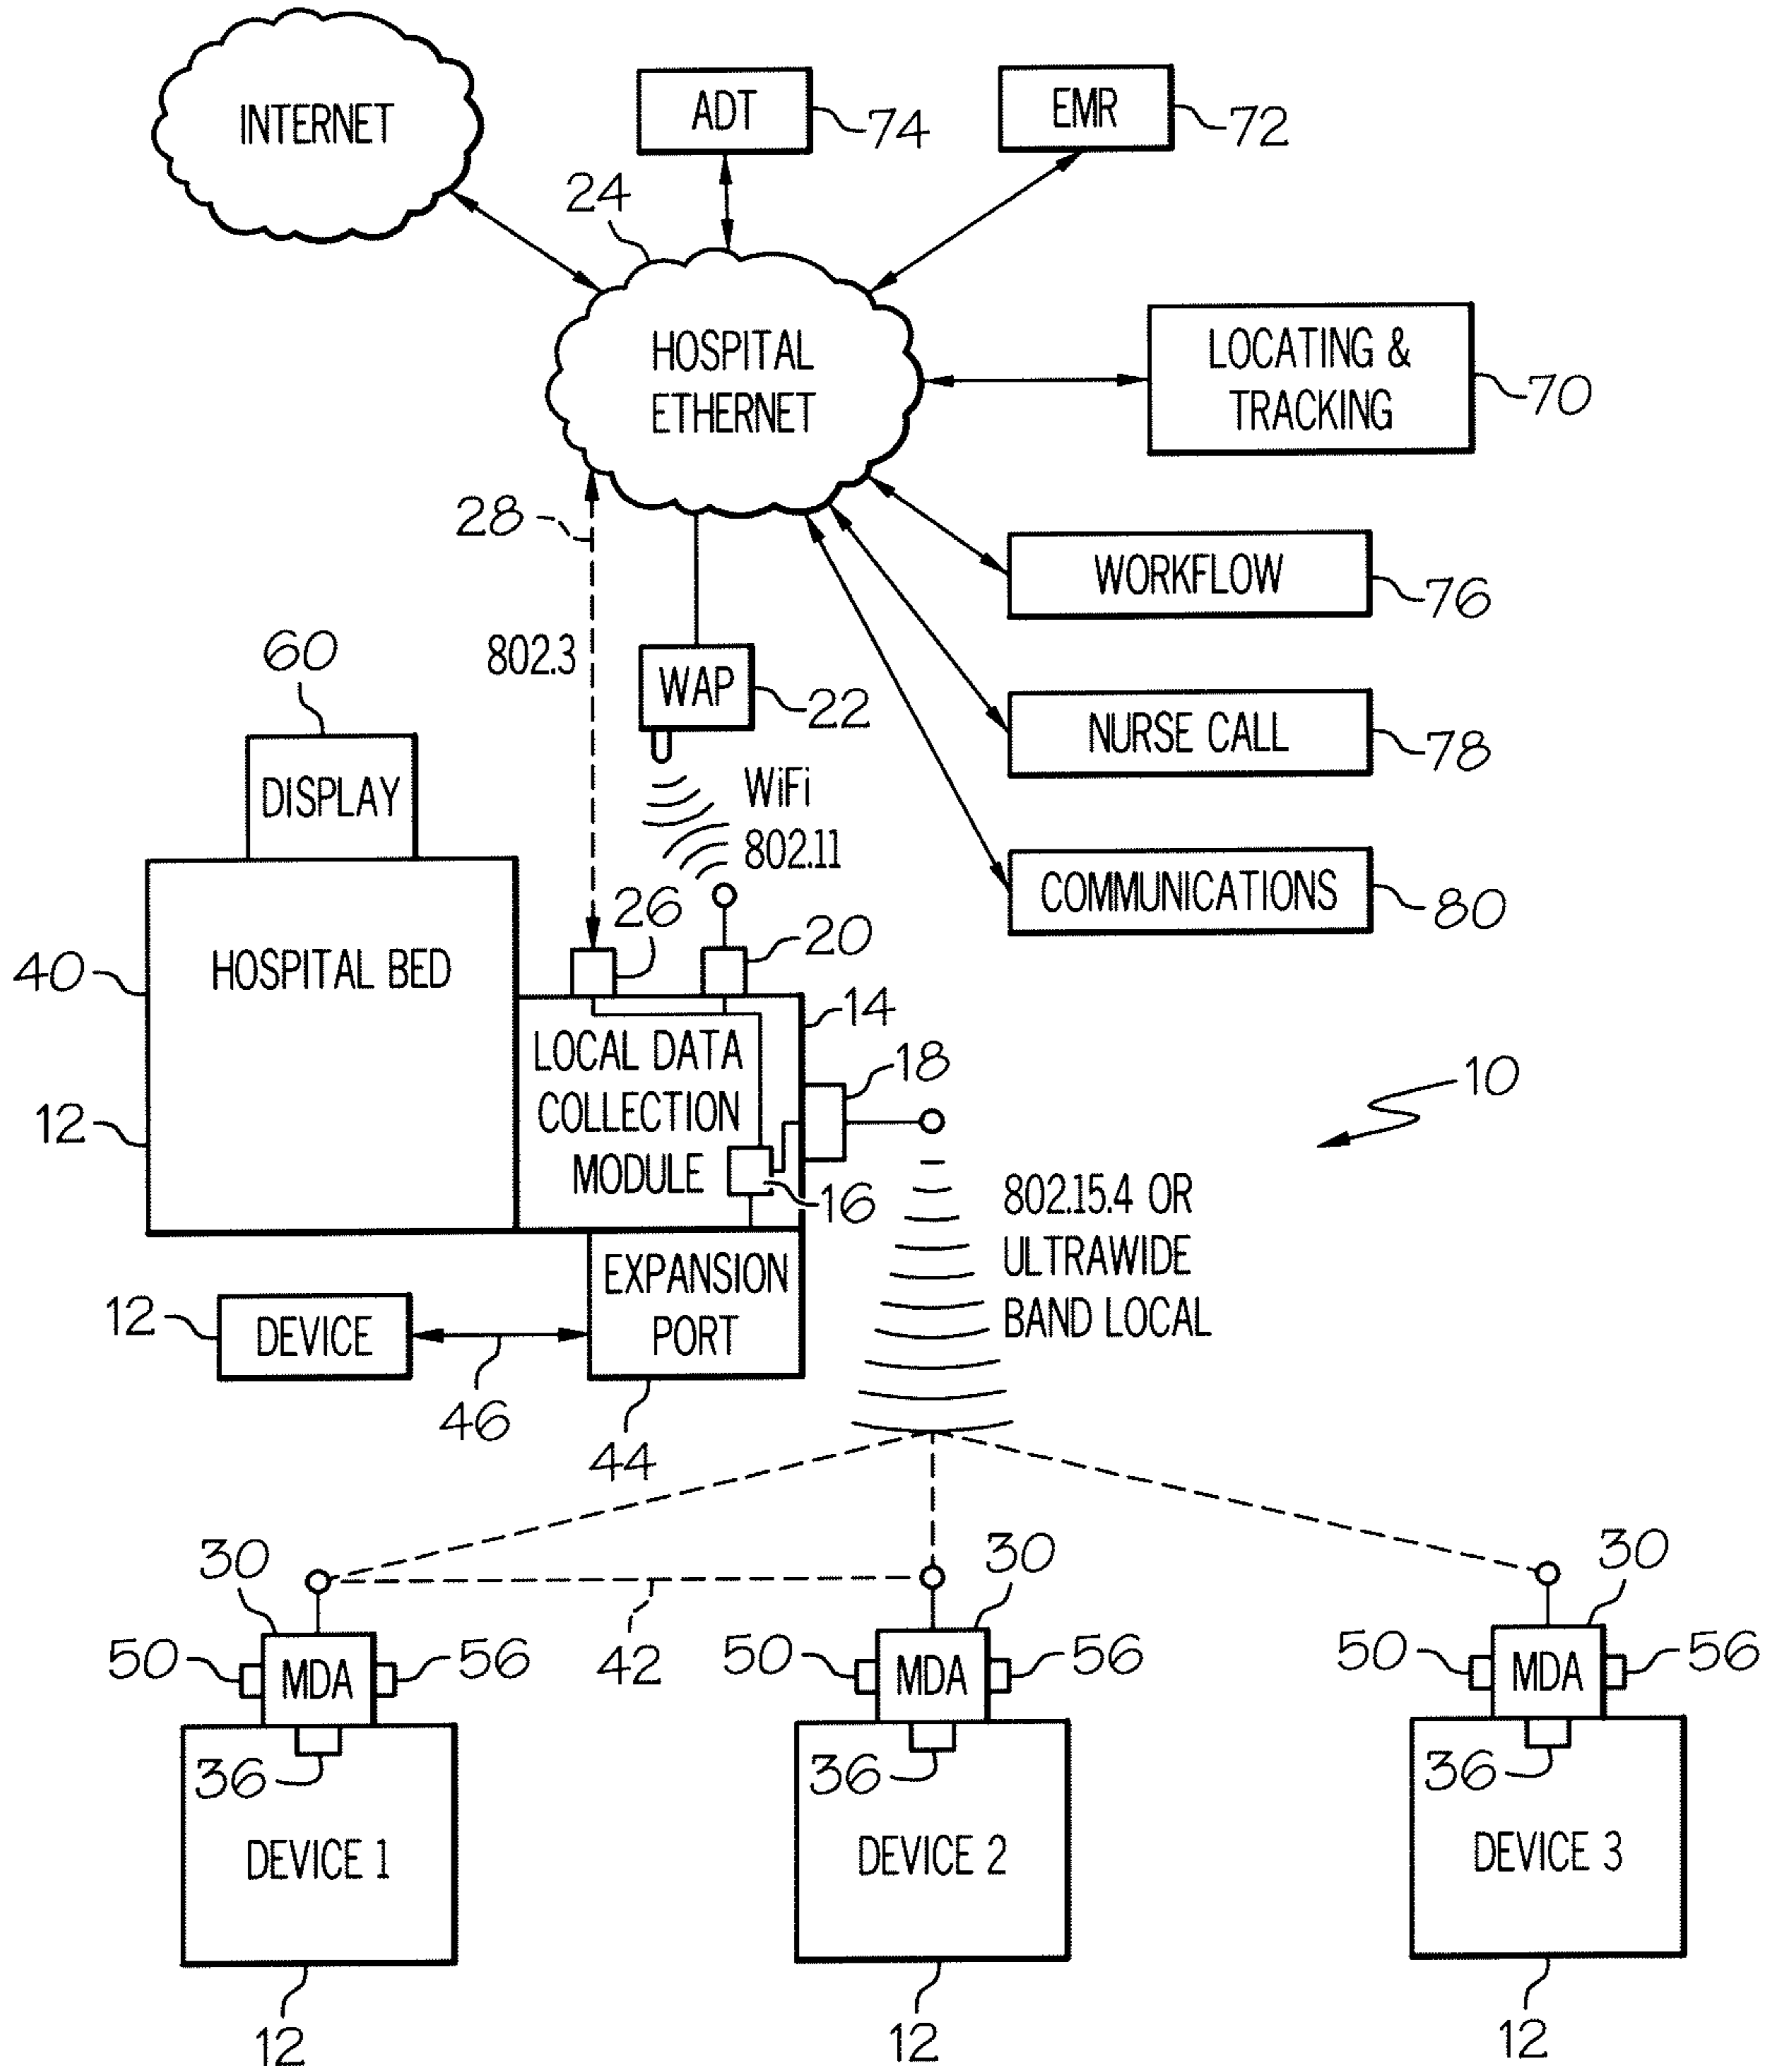 INTERNET
ADT
74
EMR
72
24
HOSPITAL
ETHERNET
LOCATING &
TRACKING
70
28
802.3
WORKFLOW
76
60
WAP
22
NURSE CALL
78
DISPLAY
WiFi
802.11
COMMUNICATIONS
80
26
20
40
HOSPITAL BED
14
LOCAL DATA
COLLECTION
MODULE
18
10
12
16
802.15.4 OR
ULTRAWIDE
BAND LOCAL
EXPANSION
PORT
12
DEVICE
46
44
30
30
30
42
50
MDA
56
50
MDA
56
50
MDA
56
36
36
36
DEVICE 1
DEVICE 2
DEVICE 3
12
12
12